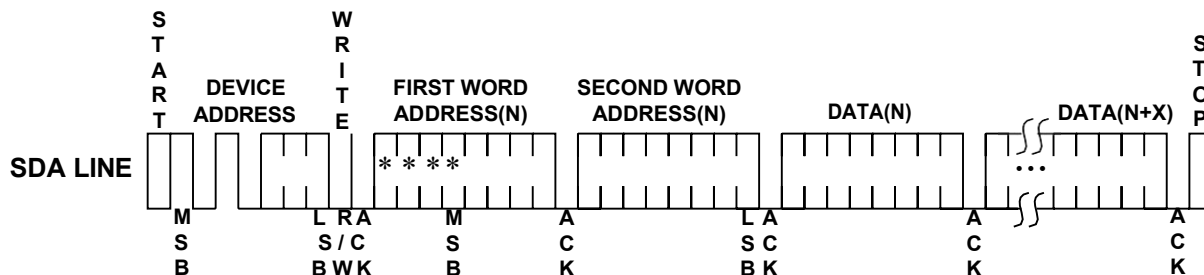 START
WRITE
STOP
DEVICE
ADDRESS
FIRST WORD
ADDRESS(N)
SECOND WORD
ADDRESS(N)
DATA(N)
DATA(N+X)
SDA LINE
* * * *
...
MSB
LSB
R/W
ACK
MSB
ACK
LSB
ACK
ACK
ACK